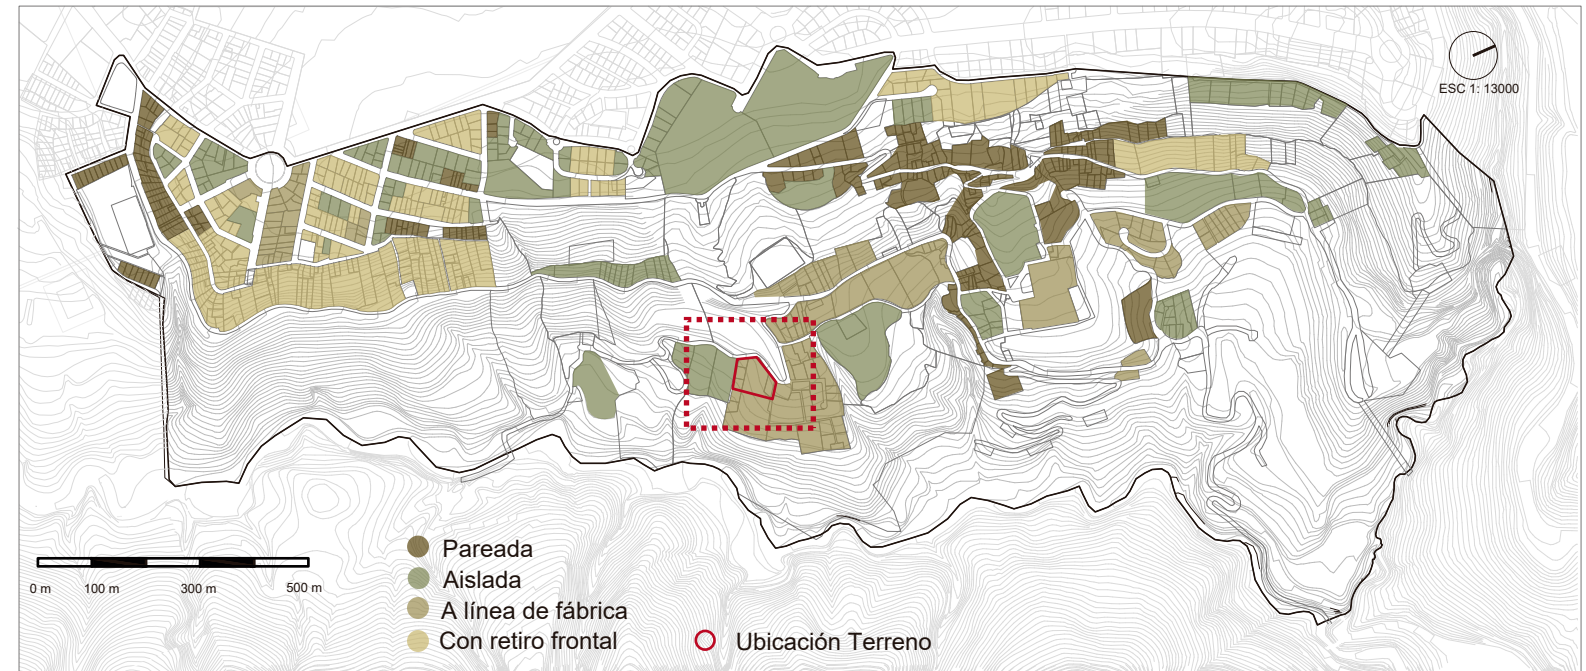 ESC 1: 13000
0 m 100 m 300 m 500 m
Pareada
Aislada
A línea de fábrica
Con retiro frontal
Ubicación Terreno